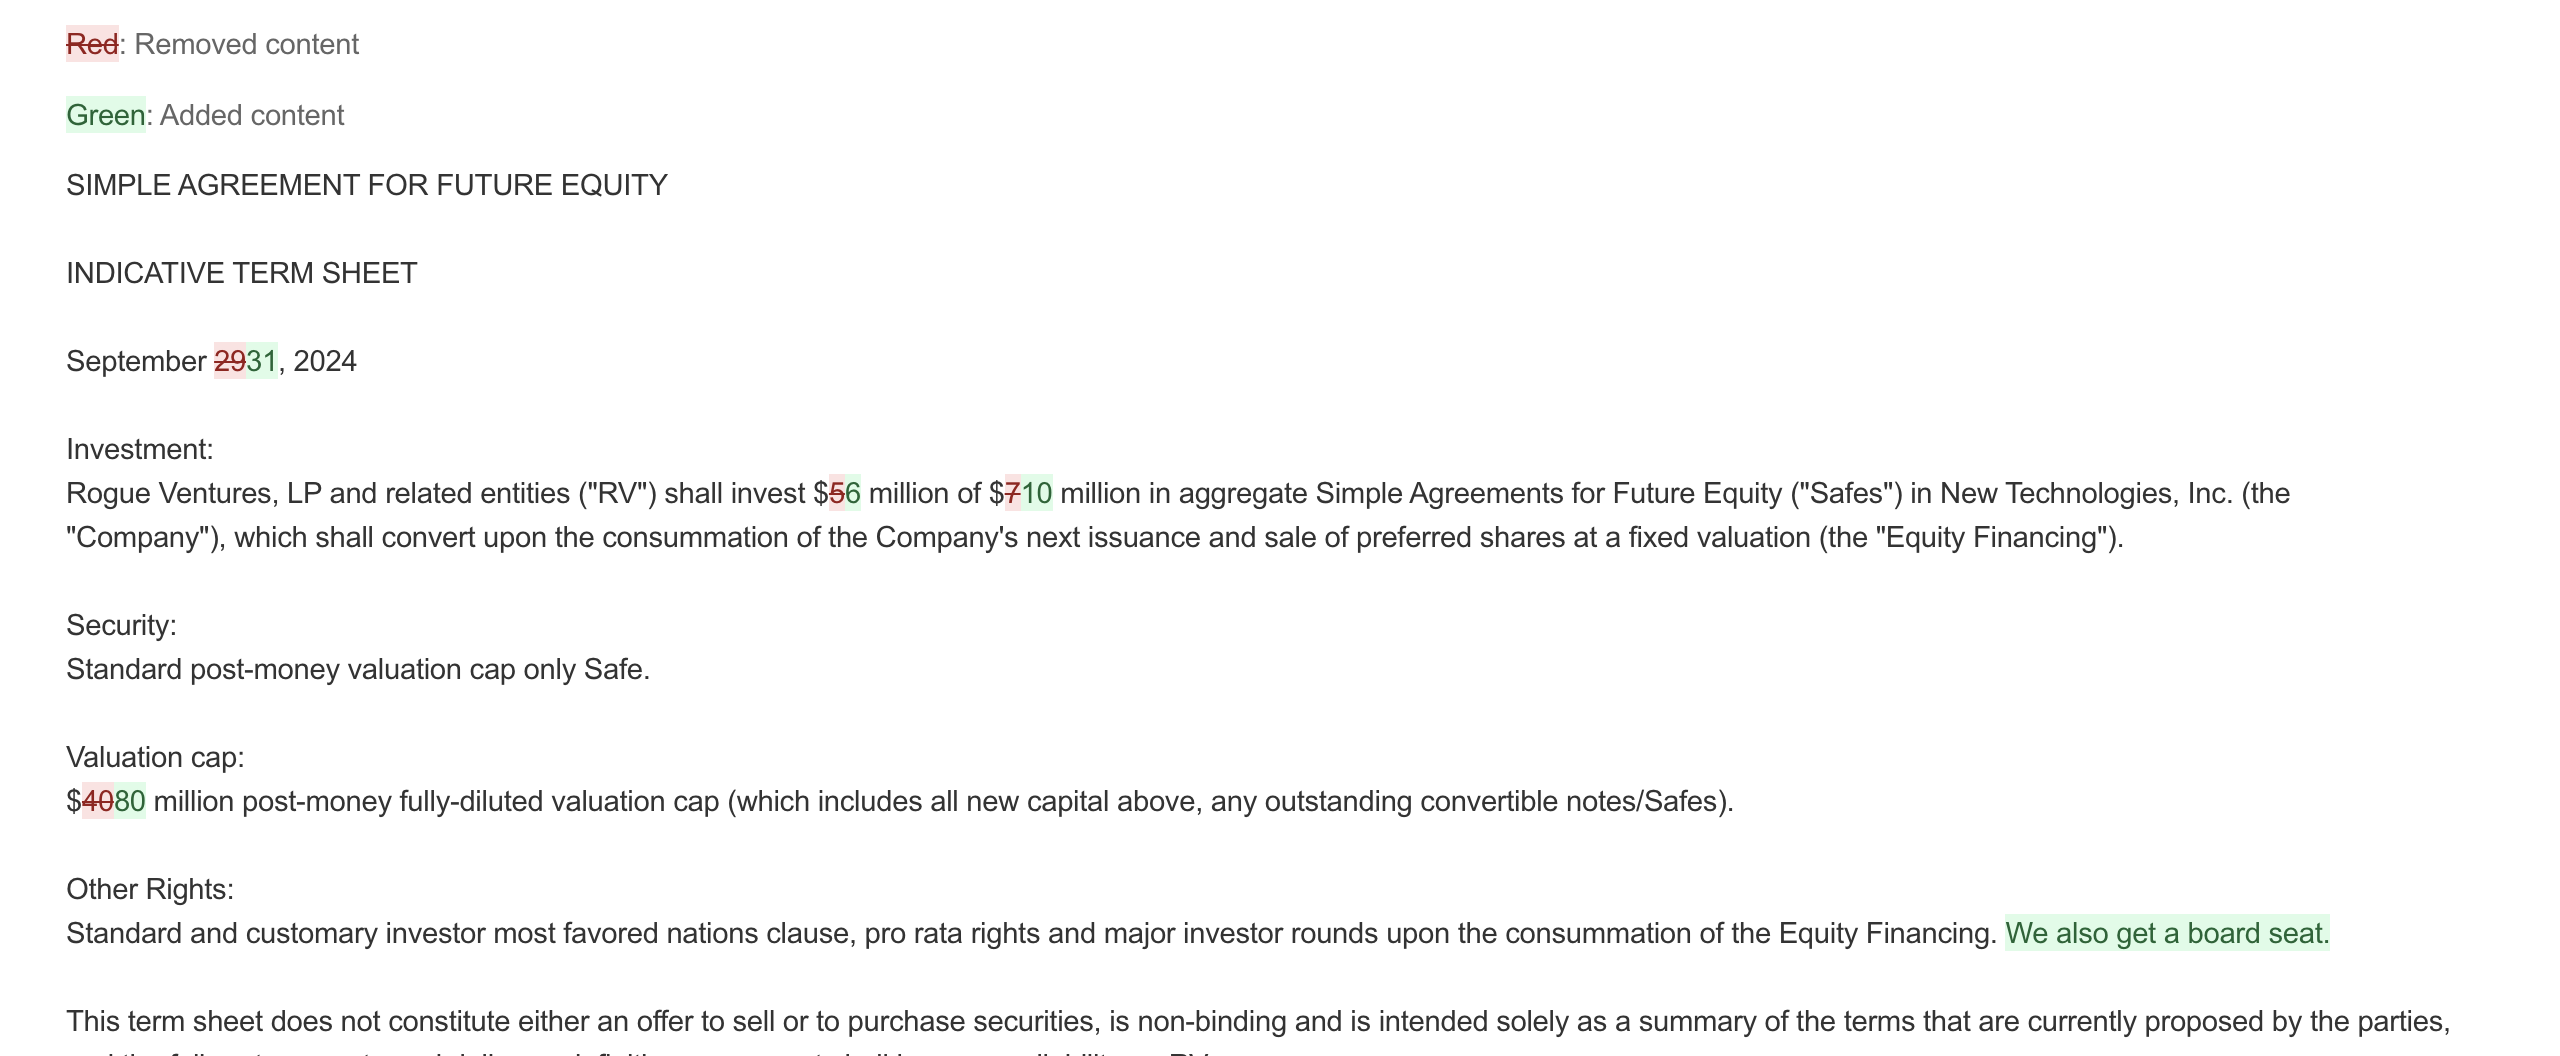 Red: Removed content
Green: Added content
SIMPLE AGREEMENT FOR FUTURE EQUITY
INDICATIVE TERM SHEET
September 2931, 2024
Investment:
Rogue Ventures, LP and related entities ("RV") shall invest $56 million of $710 million in aggregate Simple Agreements for Future Equity ("Safes") in New Technologies, Inc. (the
"Company"), which shall convert upon the consummation of the Company's next issuance and sale of preferred shares at a fixed valuation (the "Equity Financing").
Security:
Standard post-money valuation cap only Safe.
Valuation cap:
$4080 million post-money fully-diluted valuation cap (which includes all new capital above, any outstanding convertible notes/Safes).
Other Rights:
Standard and customary investor most favored nations clause, pro rata rights and major investor rounds upon the consummation of the Equity Financing. We also get a board seat.
This term sheet does not constitute either an offer to sell or to purchase securities, is non-binding and is intended solely as a summary of the terms that are currently proposed by the parties,